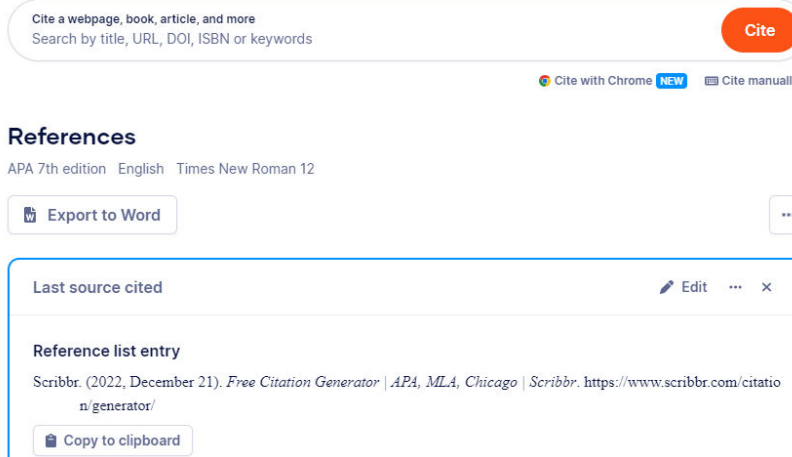 Cite a webpage, book, article, and more
Search by title, URL, DOI, ISBN or keywords
Cite
Cite with Chrome NEW Cite manuall
References
APA 7th edition English Times New Roman 12
Export to Word
Last source cited Edit
Reference list entry
Scribbr. (2022, December 21). Free Citation Generator | APA, MLA, Chicago | Scribbr. https://www.scribbr.com/citatio
n/generator/
Copy to clipboard